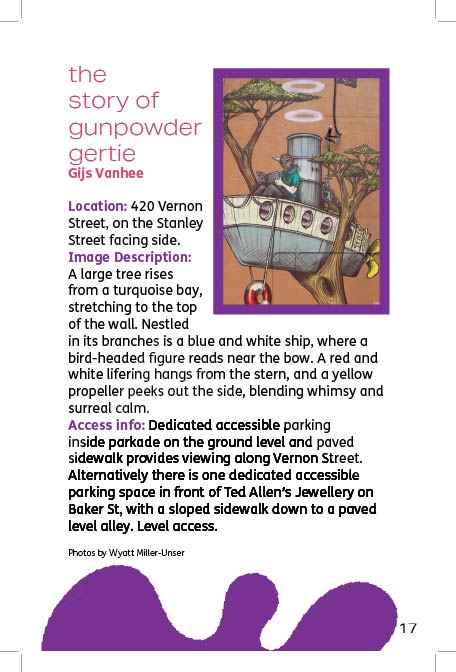 the
story of
gunpowder
gertie
Gijs Vanhee
Location: 420 Vernon
Street, on the Stanley
Street facing side.
Image Description:
A large tree rises
from a turquoise bay,
stretching to the top
of the wall. Nestled
in its branches is a blue and white ship, where a
bird-headed figure reads near the bow. A red and
white lifering hangs from the stern, and a yellow
propeller peeks out the side, blending whimsy and
surreal calm.
Access info: Dedicated accessible parking
inside parkade on the ground level and paved
sidewalk provides viewing along Vernon Street.
Alternatively there is one dedicated accessible
parking space in front of Ted Allen’s Jewellery on
Baker St, with a sloped sidewalk down to a paved
level alley. Level access.
Photos by Wyatt Miller-Unser
17